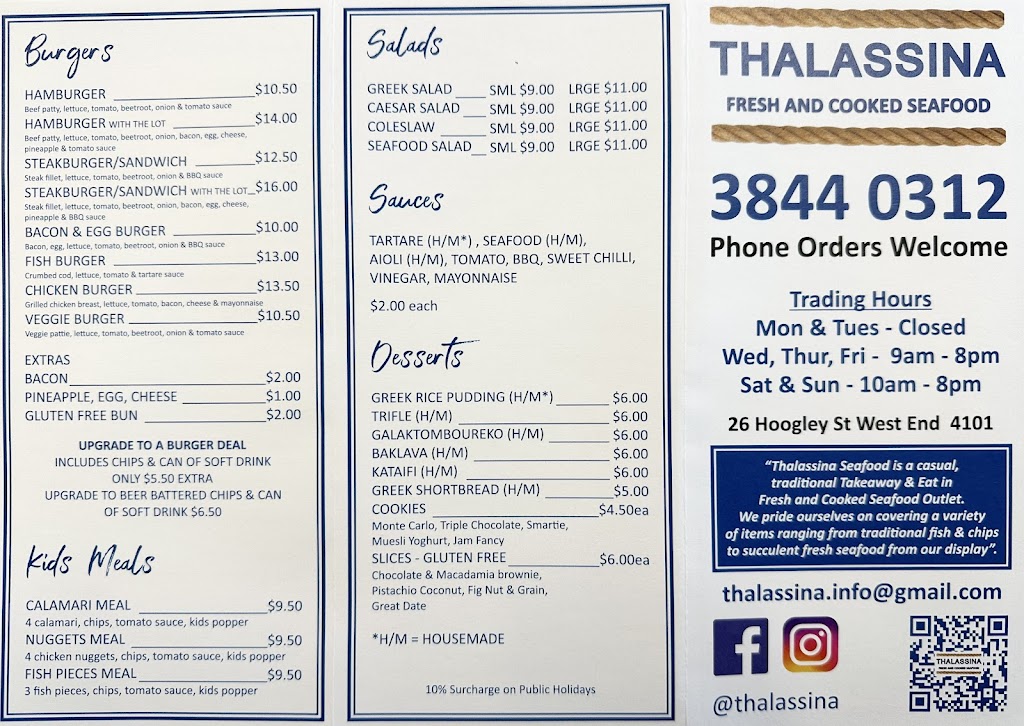 Burgers
HAMBURGER $10.50
Beef patty, lettuce, tomato, beetroot, onion & tomato sauce
HAMBURGER WITH THE LOT $14.00
Beef patty, lettuce, tomato, beetroot, onion, bacon, egg, cheese,
pineapple & tomato sauce
STEAKBURGER/SANDWICH $12.50
Steak fillet, lettuce, tomato, beetroot, onion & BBQ sauce
STEAKBURGER/SANDWICH WITH THE LOT $16.00
Steak fillet, lettuce, tomato, beetroot, onion, bacon, egg, cheese,
pineapple & BBQ sauce
BACON & EGG BURGER $10.00
Bacon, egg, lettuce, tomato, beetroot, onion & BBQ sauce
FISH BURGER $13.00
Crumbed cod, lettuce, tomato & tartare sauce
CHICKEN BURGER $13.50
Grilled chicken breast, lettuce, tomato, bacon, cheese & mayonnaise
VEGGIE BURGER $10.50
Veggie pattie, lettuce, tomato, beetroot, onion & tomato sauce
EXTRAS
BACON $2.00
PINEAPPLE, EGG, CHEESE $1.00
GLUTEN FREE BUN $2.00
UPGRADE TO A BURGER DEAL
INCLUDES CHIPS & CAN OF SOFT DRINK
ONLY $5.50 EXTRA
UPGRADE TO BEER BATTERED CHIPS & CAN
OF SOFT DRINK $6.50
Kids Meals
CALAMARI MEAL $9.50
4 calamari, chips, tomato sauce, kids popper
NUGGETS MEAL $9.50
4 chicken nuggets, chips, tomato sauce, kids popper
FISH PIECES MEAL $9.50
3 fish pieces, chips, tomato sauce, kids popper
Salads
GREEK SALAD SML $9.00 LRGE $11.00
CAESAR SALAD SML $9.00 LRGE $11.00
COLESLAW SML $9.00 LRGE $11.00
SEAFOOD SALAD SML $9.00 LRGE $11.00
Sauces
TARTARE (H/M*) , SEAFOOD (H/M),
AIOLI (H/M), TOMATO, BBQ, SWEET CHILLI,
VINEGAR, MAYONNAISE
$2.00 each
Desserts
GREEK RICE PUDDING (H/M*) $6.00
TRIFLE (H/M) $6.00
GALAKTOMBOUREKO (H/M) $6.00
BAKLAVA (H/M) $6.00
KATAIFI (H/M) $6.00
GREEK SHORTBREAD (H/M) $5.00
COOKIES $4.50ea
Monte Carlo, Triple Chocolate, Smartie,
Muesli Yoghurt, Jam Fancy
SLICES - GLUTEN FREE $6.00ea
Chocolate & Macadamia brownie,
Pistachio Coconut, Fig Nut & Grain,
Great Date
*H/M = HOUSEMADE
10% Surcharge on Public Holidays
THALASSINA
FRESH AND COOKED SEAFOOD
3844 0312
Phone Orders Welcome
Trading Hours
Mon & Tues - Closed
Wed, Thur, Fri - 9am - 8pm
Sat & Sun - 10am - 8pm
26 Hoogley St West End 4101
"Thalassina Seafood is a casual,
traditional Takeaway & Eat in
Fresh and Cooked Seafood Outlet.
We pride ourselves on covering a variety
of items ranging from traditional fish & chips
to succulent fresh seafood from our display".
thalassina.info@gmail.com
THALASSINA
@thalassina